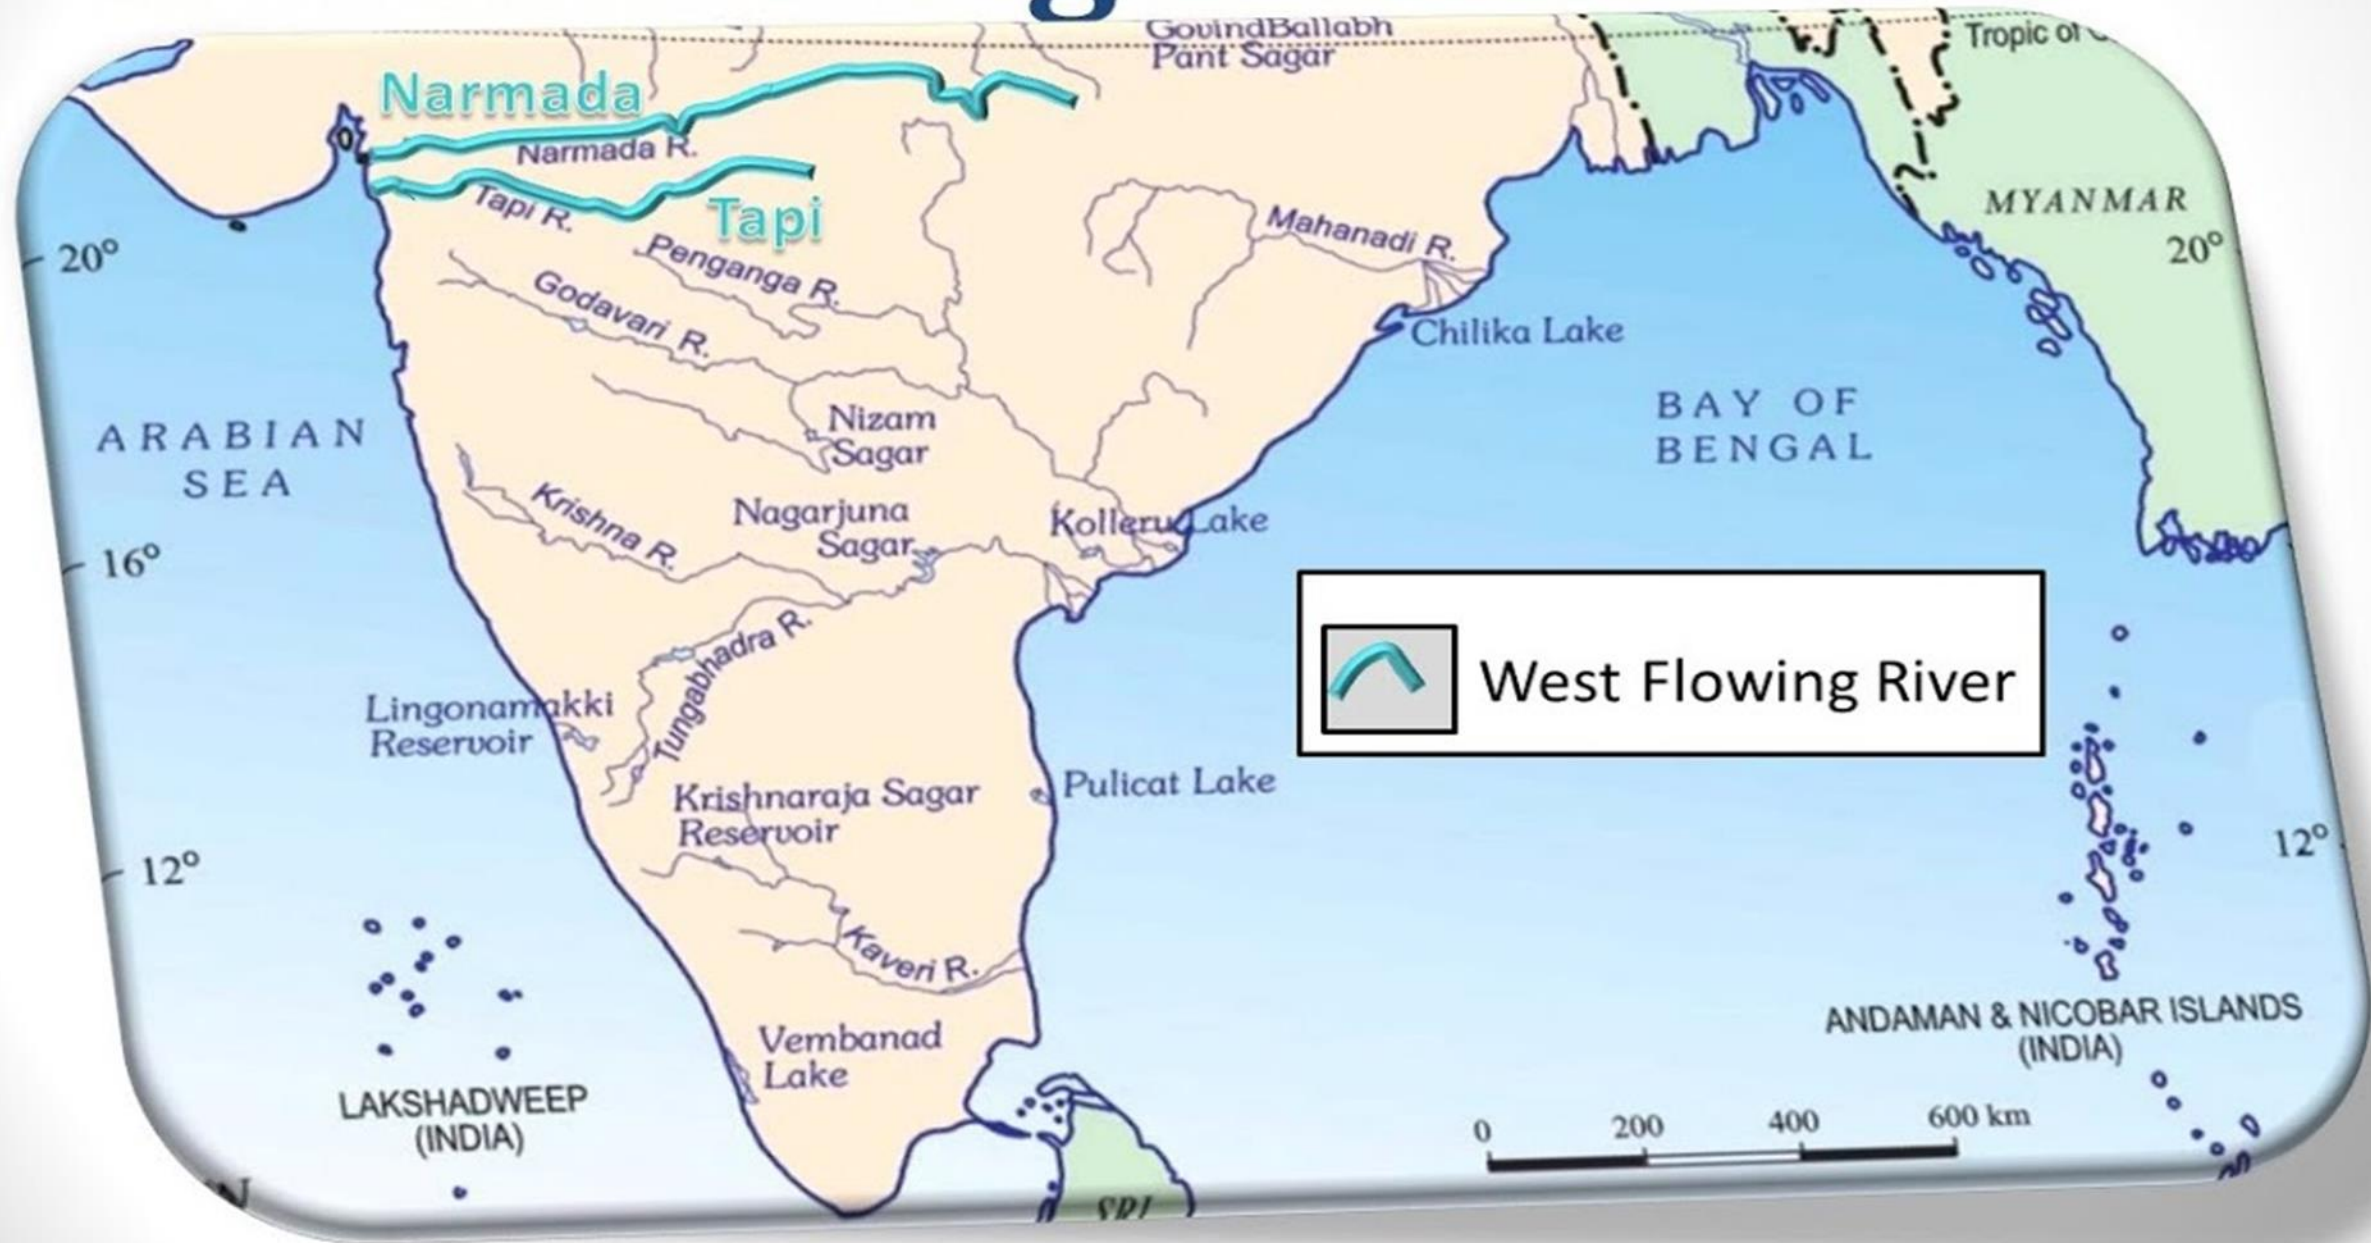 GovindBallabh
Pant Sagar
Tropic of
Narmada
Narmada R.
Tapi R.
Tapi
MYANMAR
20°
20°
Penganga R.
Mahanadi R.
Godavari R.
Chilika Lake
ARABIAN
SEA
BAY OF
BENGAL
Nizam
Sagar
Krishna R.
Nagarjuna
Sagar
Kolleru Lake
16°
Tungabhadra R.
West Flowing River
Lingonamakki
Reservoir
Krishnaraja Sagar
Reservoir
Pulicat Lake
12°
12°
Kaveri R.
Vembanad
Lake
ANDAMAN & NICOBAR ISLANDS
(INDIA)
LAKSHADWEEP
(INDIA)
0 200 400 600 km
SRI